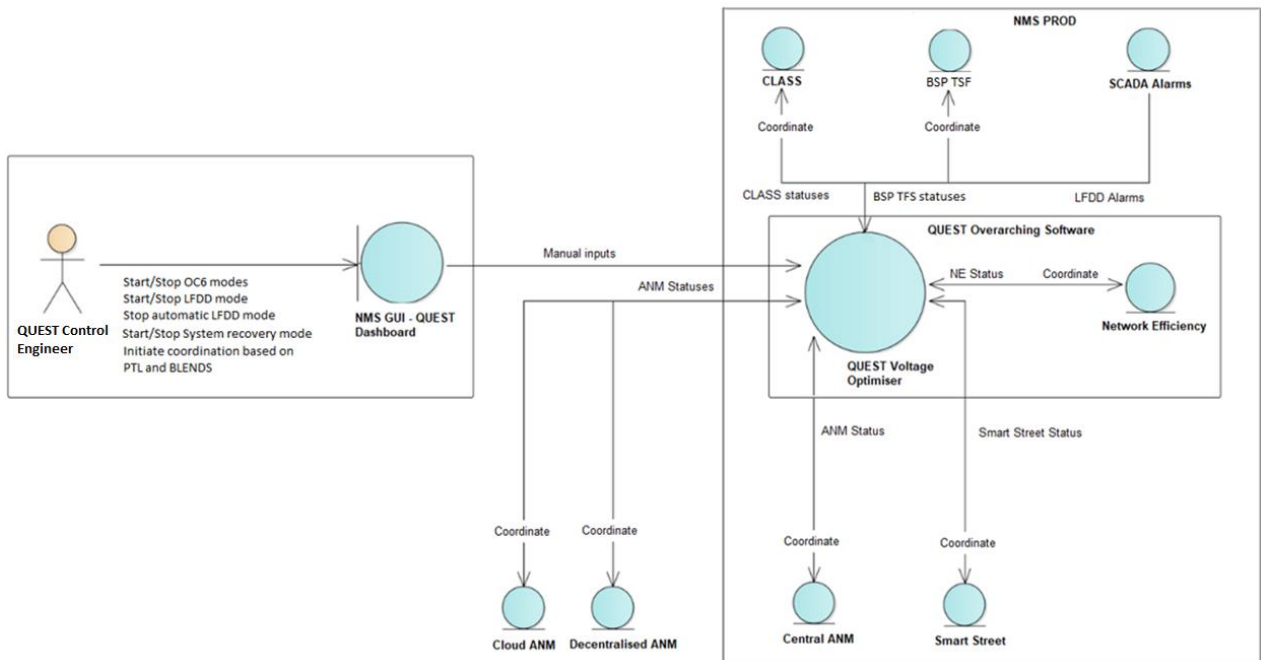 NMS PROD
CLASS
BSP TSF
SCADA Alarms
Coordinate
Coordinate
CLASS statuses
BSP TFS statuses
LFDD Alarms
QUEST Overarching Software
QUEST Control
Engineer
Start/Stop OC6 modes
Start/Stop LFDD mode
Stop automatic LFDD mode
Start/Stop System recovery mode
Initiate coordination based on
PTL and BLENDS
NMS GUI - QUEST
Dashboard
Manual inputs
ANM Statuses
NE Status
Coordinate
Network Efficiency
QUEST Voltage
Optimiser
ANM Status
Smart Street Status
Coordinate
Coordinate
Coordinate
Coordinate
Cloud ANM
Decentralised ANM
Central ANM
Smart Street